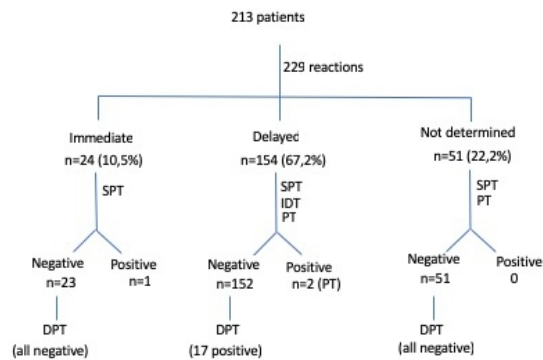 213 patients
229 reactions
Immediate
n=24 (10,5%)
SPT
Negative
n=23
Positive
n=1
DPT
(all negative)
Delayed
n=154 (67,2%)
SPT
IDT
PT
Negative
n=152
Positive
n=2 (PT)
DPT
(17 positive)
Not determined
n=51 (22,2%)
SPT
PT
Negative
n=51
Positive
0
DPT
(all negative)